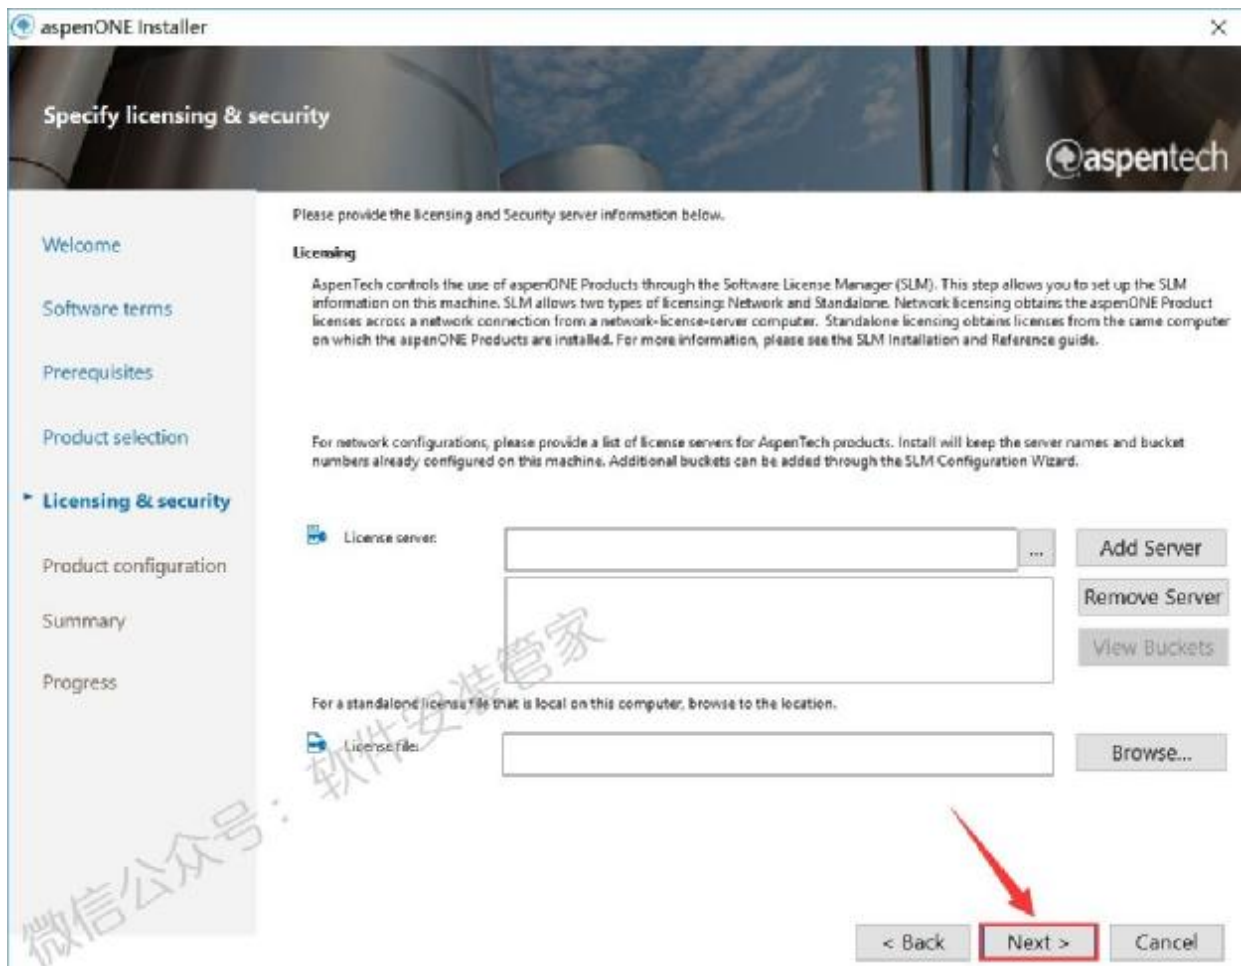 aspenONE Installer
Specify licensing & security
aspentech
Welcome
Software terms
Prerequisites
Product selection
Licensing & security
Product configuration
Summary
Progress
Please provide the licensing and Security server information below.
Licensing
AspenTech controls the use of aspenONE Products through the Software License Manager (SLM). This step allows you to set up the SLM
information on this machine. SLM allows two types of licensing: Network and Standalone. Network licensing obtains the aspenONE Product
licenses across a network connection from a network-license-server computer. Standalone licensing obtains licenses from the same computer
on which the aspenONE Products are installed. For more information, please see the SLM Installation and Reference guide.
For network configurations, please provide a list of license servers for AspenTech products. Install will keep the server names and bucket
numbers already configured on this machine. Additional buckets can be added through the SLM Configuration Wizard.
License server:
...
Add Server
Remove Server
View Buckets
For a standalone license file that is local on this computer, browse to the location.
License file:
Browse...
< Back
Next >
Cancel
微信公众号：软件安装管家